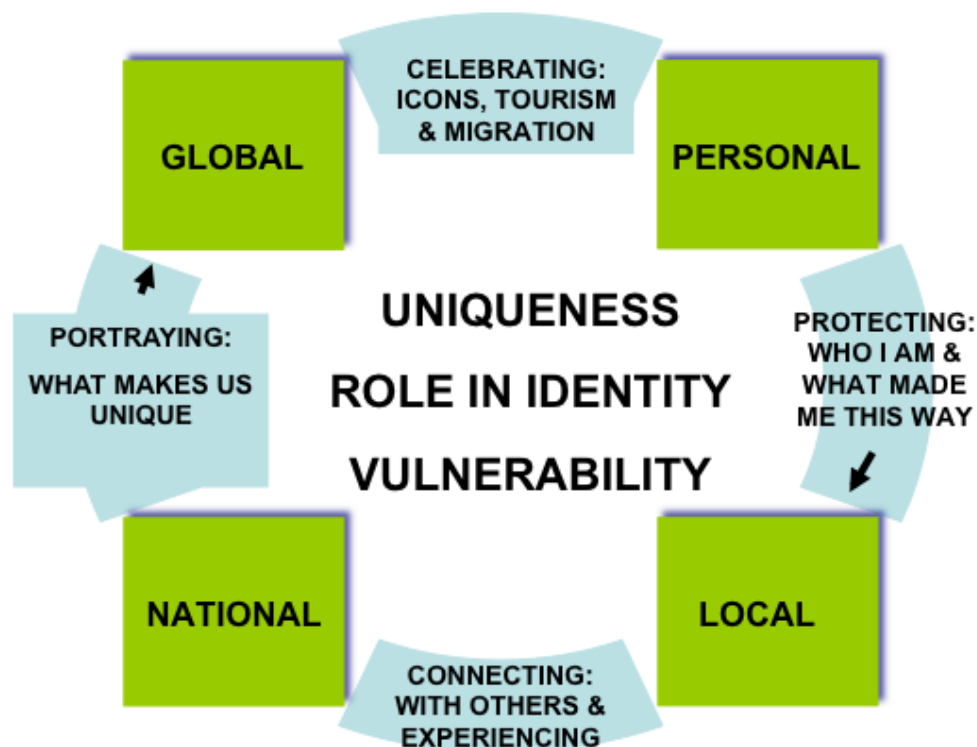 CELEBRATING:
ICONS, TOURISM
& MIGRATION
GLOBAL
PERSONAL
UNIQUENESS
ROLE IN IDENTITY
VULNERABILITY
PORTRAYING:
WHAT MAKES US
UNIQUE
PROTECTING:
WHO I AM &
WHAT MADE
ME THIS WAY
NATIONAL
LOCAL
CONNECTING:
WITH OTHERS &
EXPERIENCING